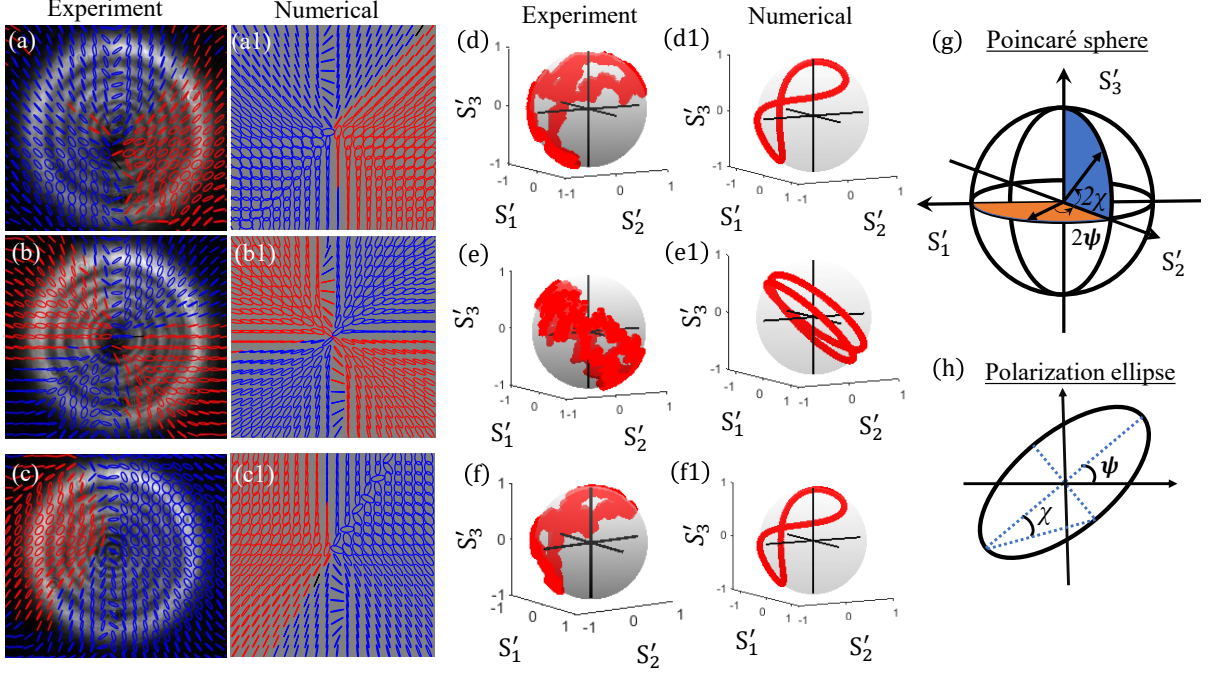 Experiment Numerical Experiment Numerical
(a) (a1) (d) (d1) (g) Poincaré sphere
1 1 S′3
S′3 0 S′3 0
-1 -1
-1 0 1 -1 0 1 -1 0 1 -1 0 1
S′1 S′2 S′1 S′2
2χ
S′1 2ψ S′2
(b) (b1) (e) (e1)
1 1
S′3 0 S′3 0
-1 -1
-1 0 1 -1 0 1 -1 0 1 -1 0 1
S′1 S′2 S′1 S′2
(h) Polarization ellipse
ψ
χ
(c) (c1) (f) (f1)
1 1
S′3 0 S′3 0
-1 -1
-1 0 1 -1 0 1 -1 0 1 -1 0 1
S′1 S′2 S′1 S′2